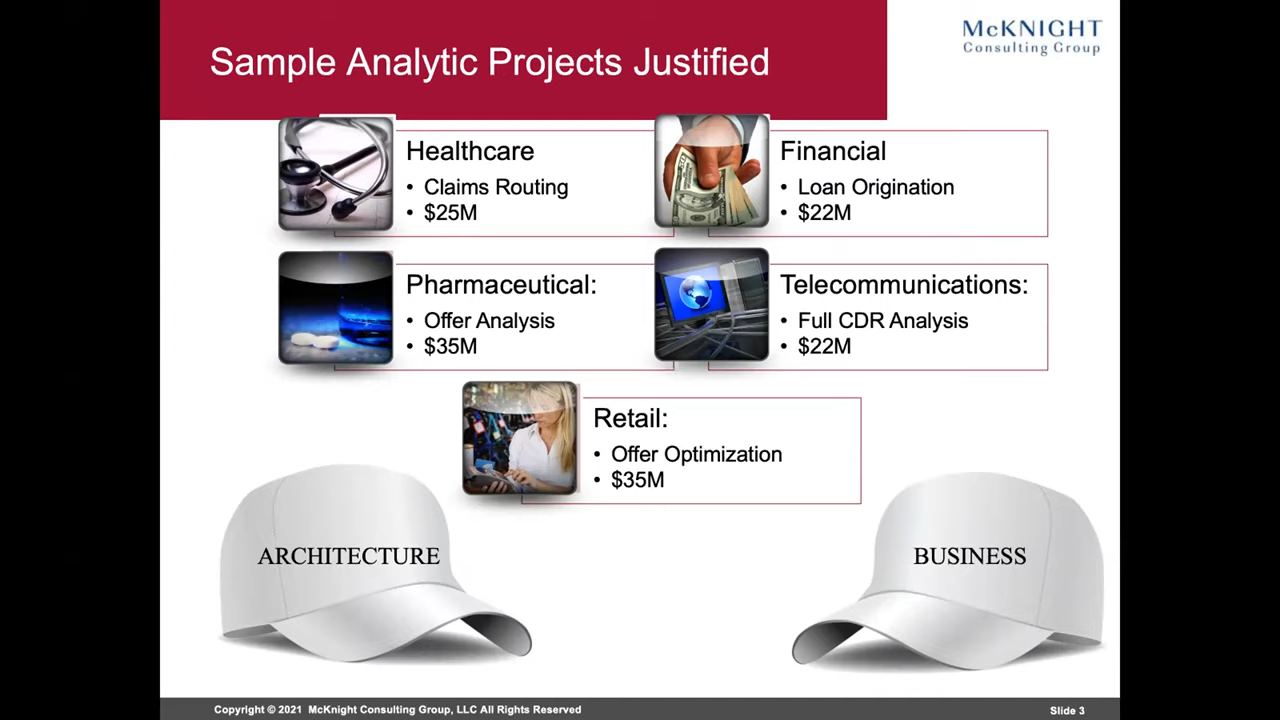 Sample Analytic Projects Justified
McKNIGHT
Consulting Group
Healthcare
• Claims Routing
• $25M
Financial
• Loan Origination
• $22M
Pharmaceutical:
• Offer Analysis
• $35M
Telecommunications:
• Full CDR Analysis
• $22M
Retail:
• Offer Optimization
• $35M
ARCHITECTURE
BUSINESS
Copyright © 2021 McKnight Consulting Group, LLC All Rights Reserved
Slide 3